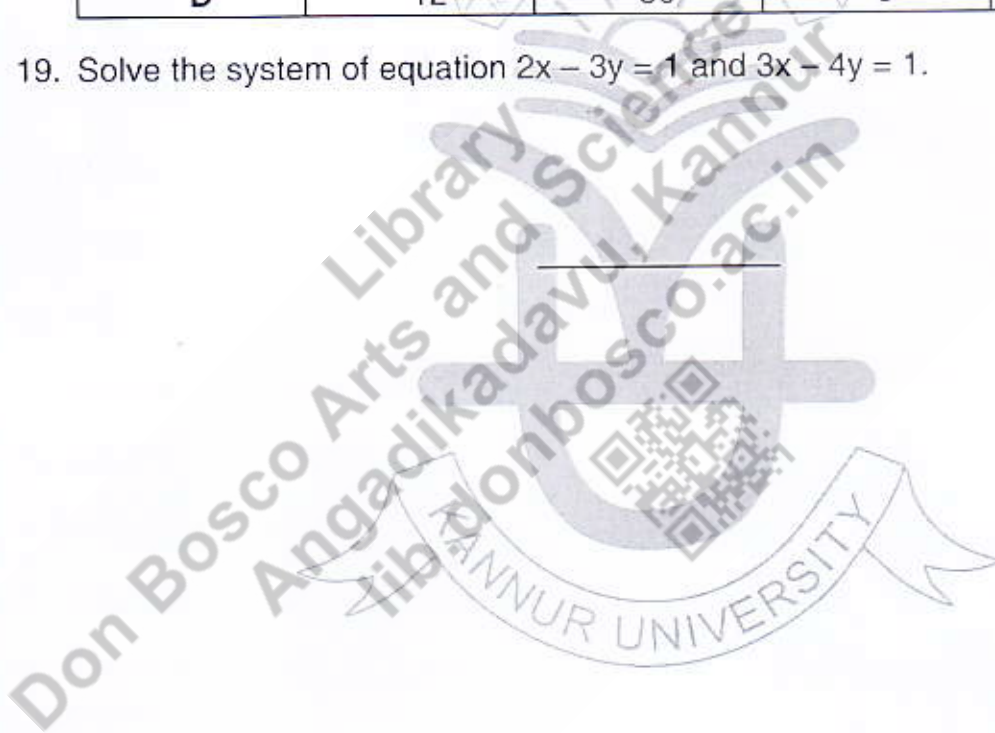 D
19. Solve the system of equation 2x – 3y = 1 and 3x – 4y = 1.
Library
Don Bosco Arts and Science
Angadikadavu, Kannur
lib.donbosco.ac.in
KANNUR UNIVERSITY